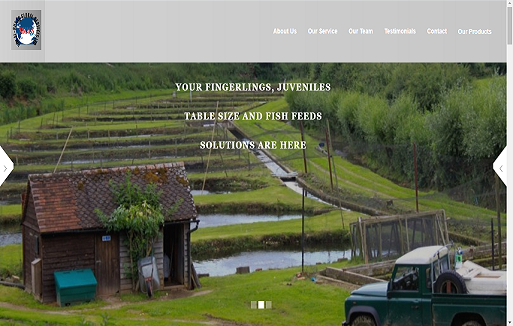 About Us Our Service Our Team Testimonials Contact Our Products
YOUR FINGERLINGS, JUVENILES
TABLE SIZE AND FISH FEEDS
SOLUTIONS ARE HERE